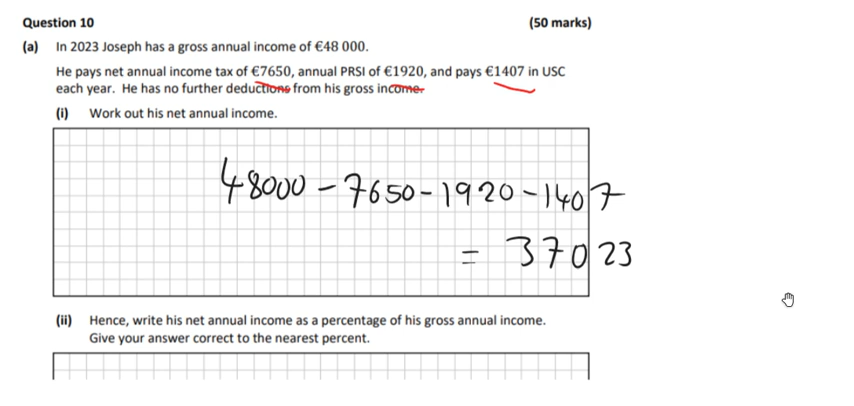 Question 10 (50 marks)
(a) In 2023 Joseph has a gross annual income of €48 000.
He pays net annual income tax of €7650, annual PRSI of €1920, and pays €1407 in USC
each year. He has no further deductions from his gross income.
(i) Work out his net annual income.
48000 - 7650 - 1920 - 1407
= 37023
(ii) Hence, write his net annual income as a percentage of his gross annual income.
Give your answer correct to the nearest percent.